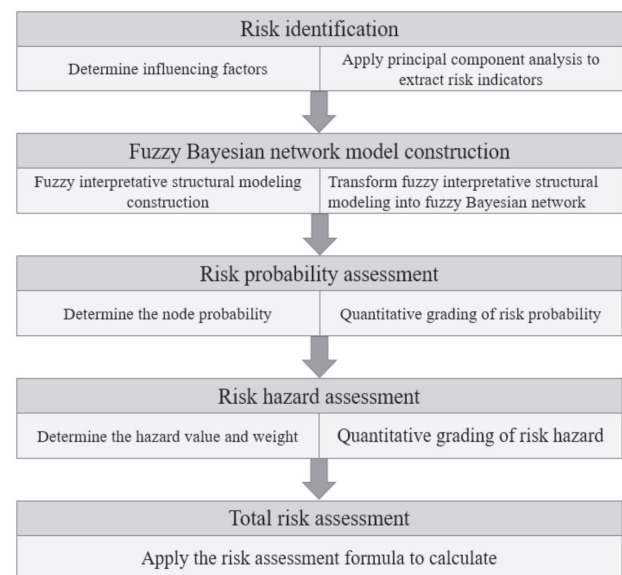 Risk identification
Determine influencing factors
Apply principal component analysis to
extract risk indicators
Fuzzy Bayesian network model construction
Fuzzy interpretative structural modeling
construction
Transform fuzzy interpretative structural
modeling into fuzzy Bayesian network
Risk probability assessment
Determine the node probability
Quantitative grading of risk probability
Risk hazard assessment
Determine the hazard value and weight
Quantitative grading of risk hazard
Total risk assessment
Apply the risk assessment formula to calculate